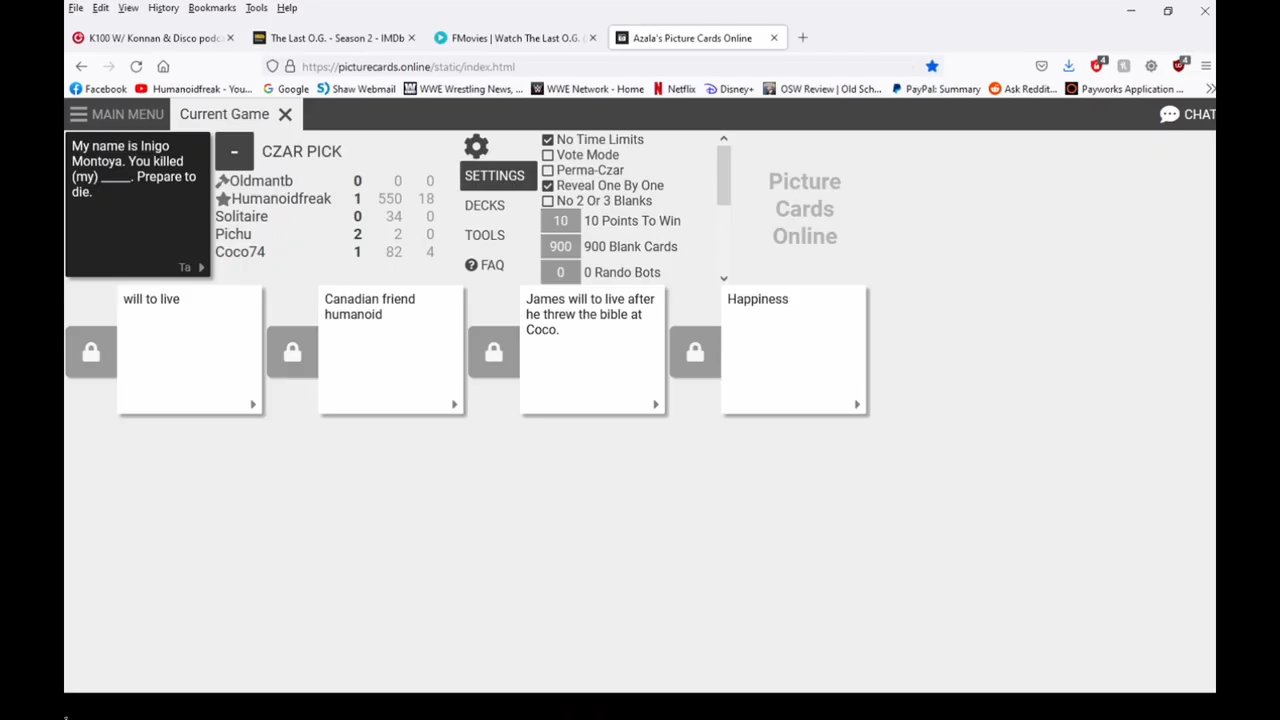 File Edit View History Bookmarks Tools Help
K100 W/ Konnan & Disco podc
The Last O.G. - Season 2 - IMDb
FMovies | Watch The Last O.G. (
Azala's Picture Cards Online
https://picturecards.online/static/index.html
4
4
Facebook
Humanoidfreak - You...
Google
Shaw Webmail
WWE Wrestling News, ...
WWE Network - Home
Netflix
Disney+
OSW Review | Old Sch...
PayPal: Summary
Ask Reddit...
Payworks Application ...
MAIN MENU
Current Game
CHAT
My name is Inigo
Montoya. You killed
(my) _____. Prepare to
die.
Ta
-
CZAR PICK
Oldmantb 0 0 0
Humanoidfreak 1 550 18
Solitaire 0 34 0
Pichu 2 2 0
Coco74 1 82 4
SETTINGS
DECKS
TOOLS
FAQ
No Time Limits
Vote Mode
Perma-Czar
Reveal One By One
No 2 Or 3 Blanks
10 10 Points To Win
900 900 Blank Cards
0 0 Rando Bots
Picture
Cards
Online
will to live
Canadian friend
humanoid
James will to live after
he threw the bible at
Coco.
Happiness